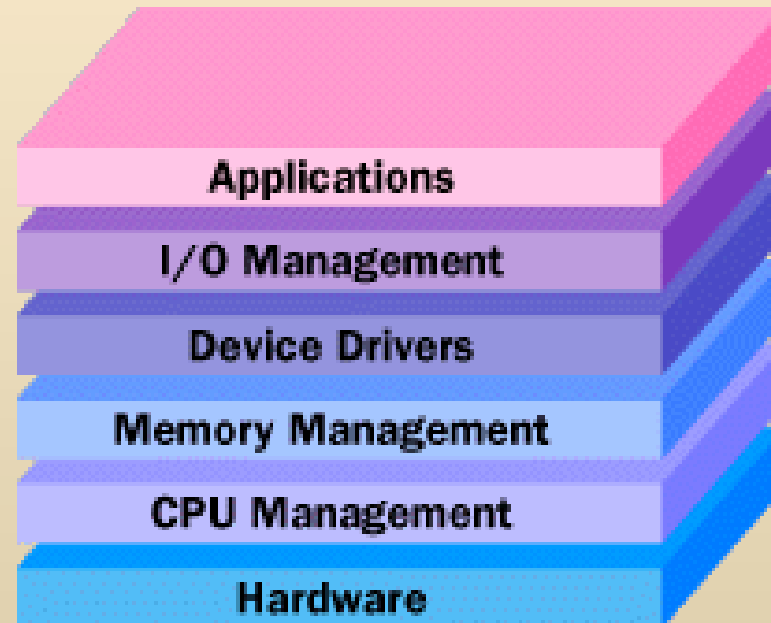 Applications
I/O Management
Device Drivers
Memory Management
CPU Management
Hardware